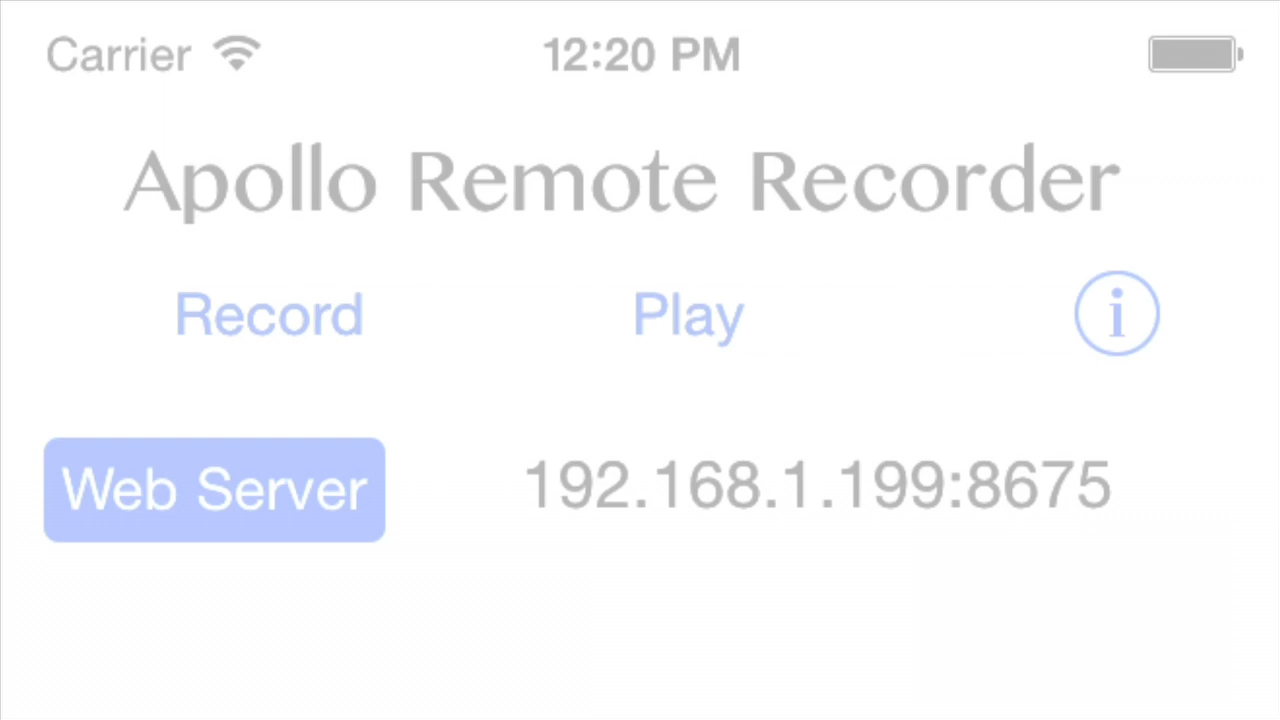 Carrier 12:20 PM
Apollo Remote Recorder
Record Play i
Web Server 192.168.1.199:8675